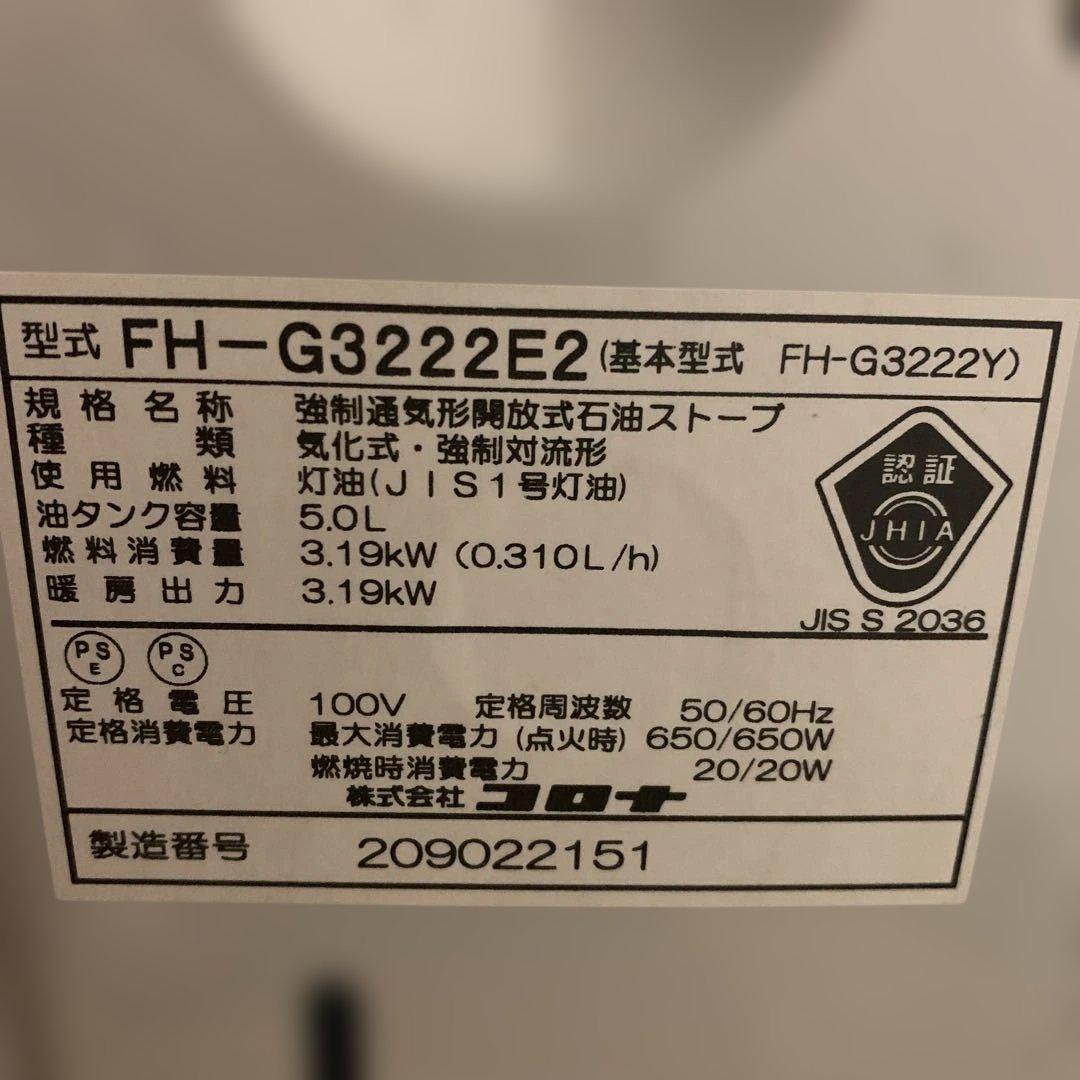 型式 FH-G3222E2 (基本型式 FH-G3222Y)
規格名称 強制通気形開放式石油ストーブ
種類 気化式・強制対流形
使用燃料 灯油(JIS1号灯油)
油タンク容量 5.0L
燃料消費量 3.19kW (0.310L/h)
暖房出力 3.19kW
認証
JHIA
JIS S 2036
PS E PS C
定格電圧 100V 定格周波数 50/60Hz
定格消費電力 最大消費電力 (点火時) 650/650W
燃焼時消費電力 20/20W
株式会社 コロナ
製造番号 209022151